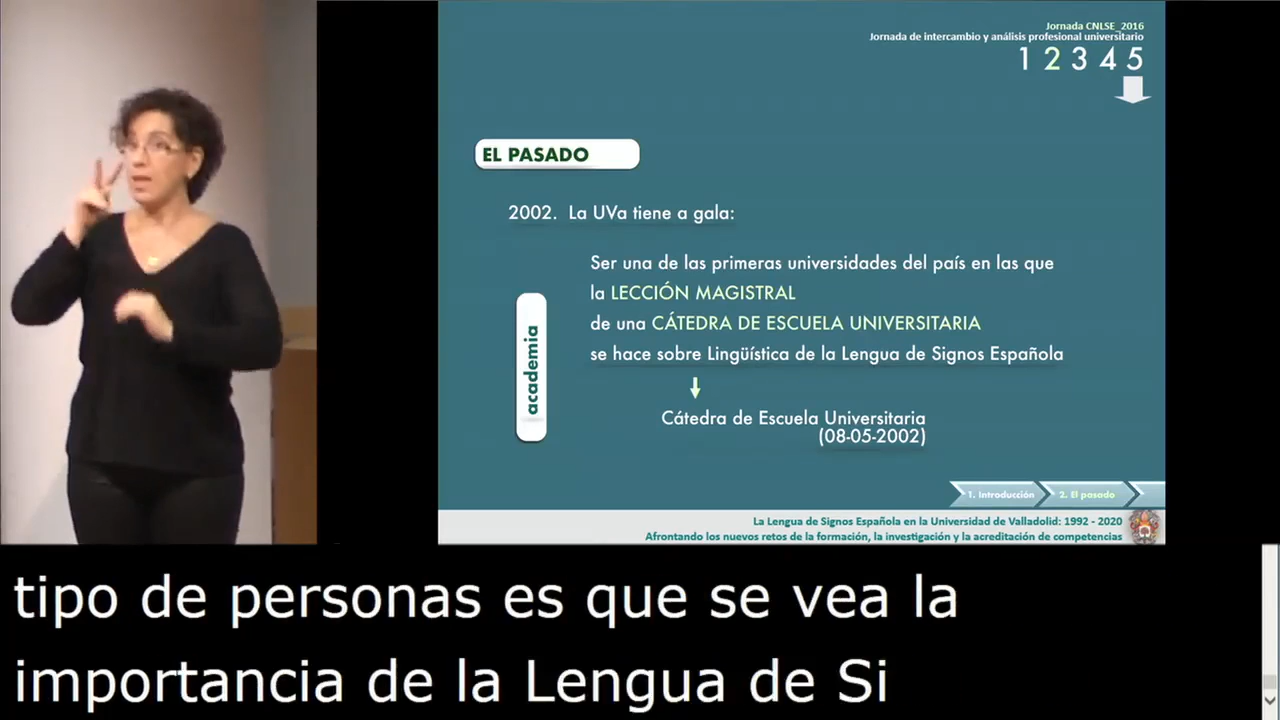 Jornada CNLSE_2016
Jornada de intercambio y análisis profesional universitario
1 2 3 4 5
EL PASADO
2002. La UVa tiene a gala:
Ser una de las primeras universidades del país en las que
la LECCIÓN MAGISTRAL
de una CÁTEDRA DE ESCUELA UNIVERSITARIA
se hace sobre Lingüística de la Lengua de Signos Española
academia
Cátedra de Escuela Universitaria
(08-05-2002)
1. Introducción
2. El pasado
La Lengua de Signos Española en la Universidad de Valladolid: 1992 - 2020
Afrontando los nuevos retos de la formación, la investigación y la acreditación de competencias
tipo de personas es que se vea la
importancia de la Lengua de Si